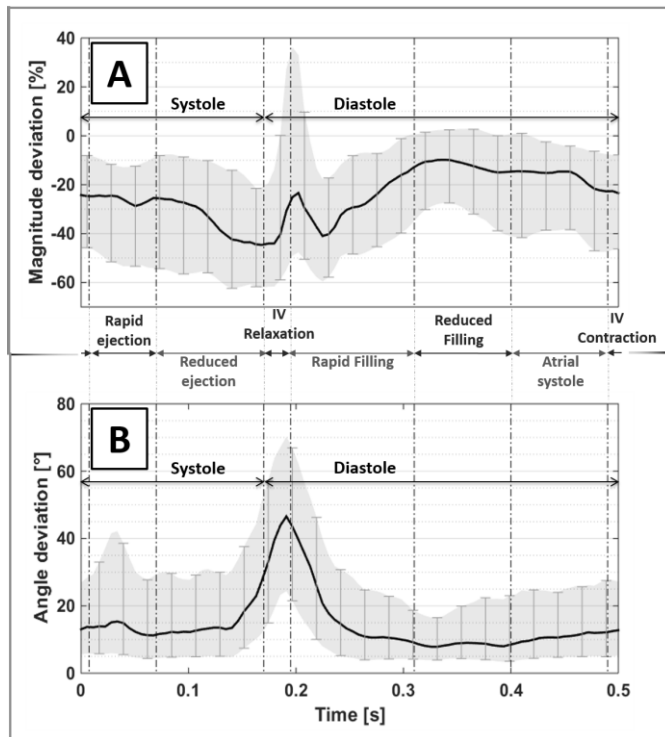 A
Magnitude deviation [%]
40
20
0
-20
-40
-60
Systole
Diastole
Rapid
ejection
Reduced
ejection
IV
Relaxation
Rapid Filling
Reduced
Filling
Atrial
systole
IV
Contraction
B
Angle deviation [°]
80
60
40
20
0
Systole
Diastole
0
0.1
0.2
0.3
0.4
0.5
Time [s]